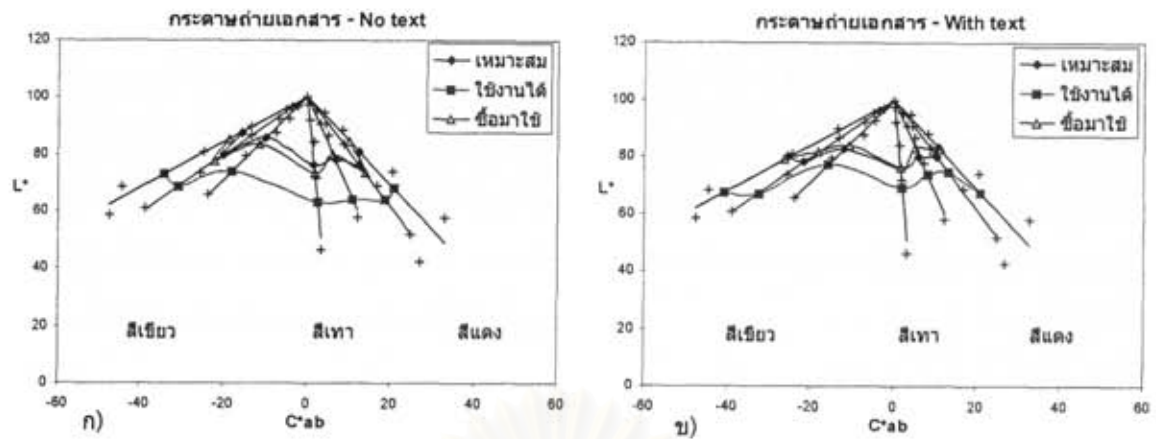 กระดาษถ่ายเอกสาร - No text
120
100
80
60
40
20
0
L*
-60 -40 -20 0 20 40 60
C*ab
เหมาะสม
ใช้งานได้
ซื้อมาใช้
สีเขียว สีเทา สีแดง
ก)
กระดาษถ่ายเอกสาร - With text
120
100
80
60
40
20
0
L*
-60 -40 -20 0 20 40 60
C*ab
เหมาะสม
ใช้งานได้
ซื้อมาใช้
สีเขียว สีเทา สีแดง
ข)